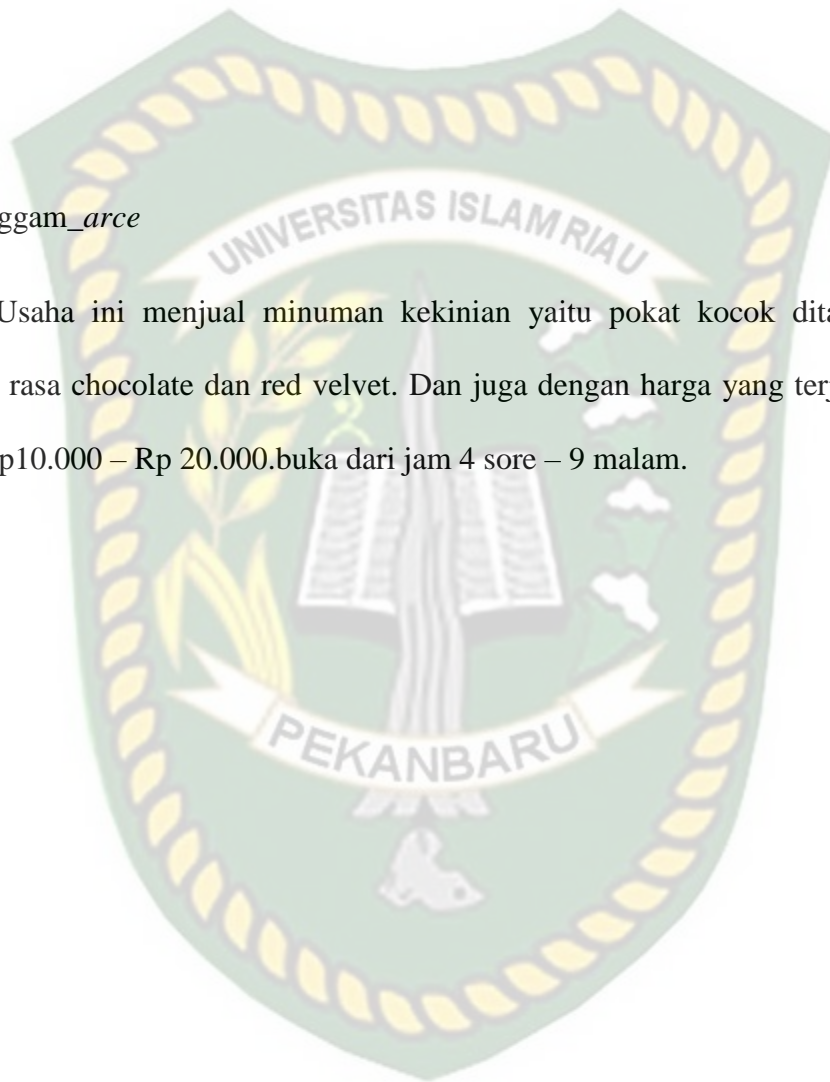 ggam_arce
UNIVERSITAS ISLAM RIAU
Usaha ini menjual minuman kekinian yaitu pokat kocok dita
rasa chocolate dan red velvet. Dan juga dengan harga yang terj
p10.000 – Rp 20.000.buka dari jam 4 sore – 9 malam.
PEKANBARU